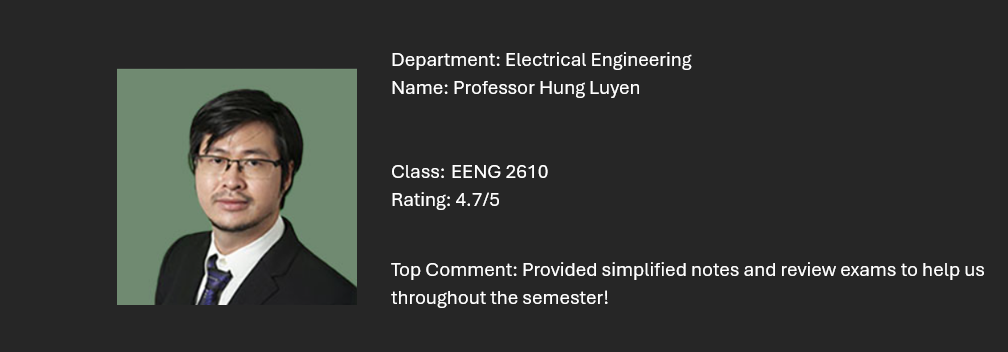 Department: Electrical Engineering
Name: Professor Hung Luyen
Class: EENG 2610
Rating: 4.7/5
Top Comment: Provided simplified notes and review exams to help us
throughout the semester!